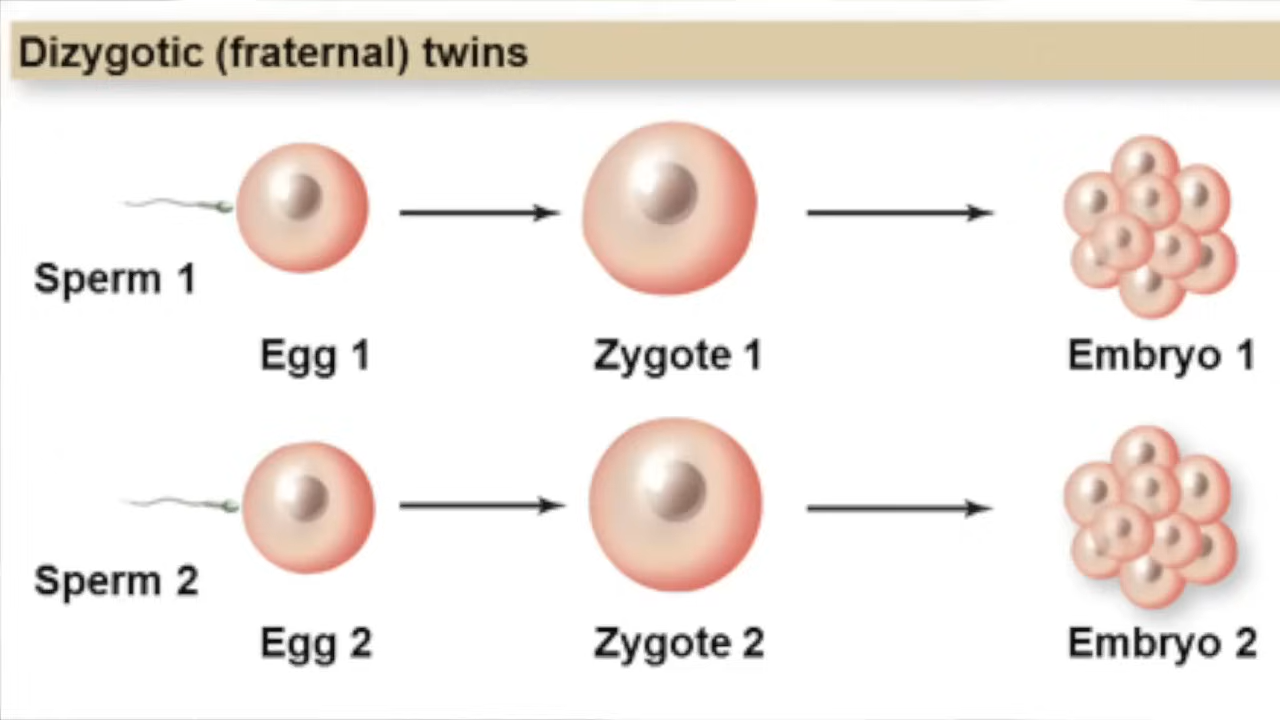 Dizygotic (fraternal) twins
Sperm 1
Egg 1
Zygote 1
Embryo 1
Sperm 2
Egg 2
Zygote 2
Embryo 2